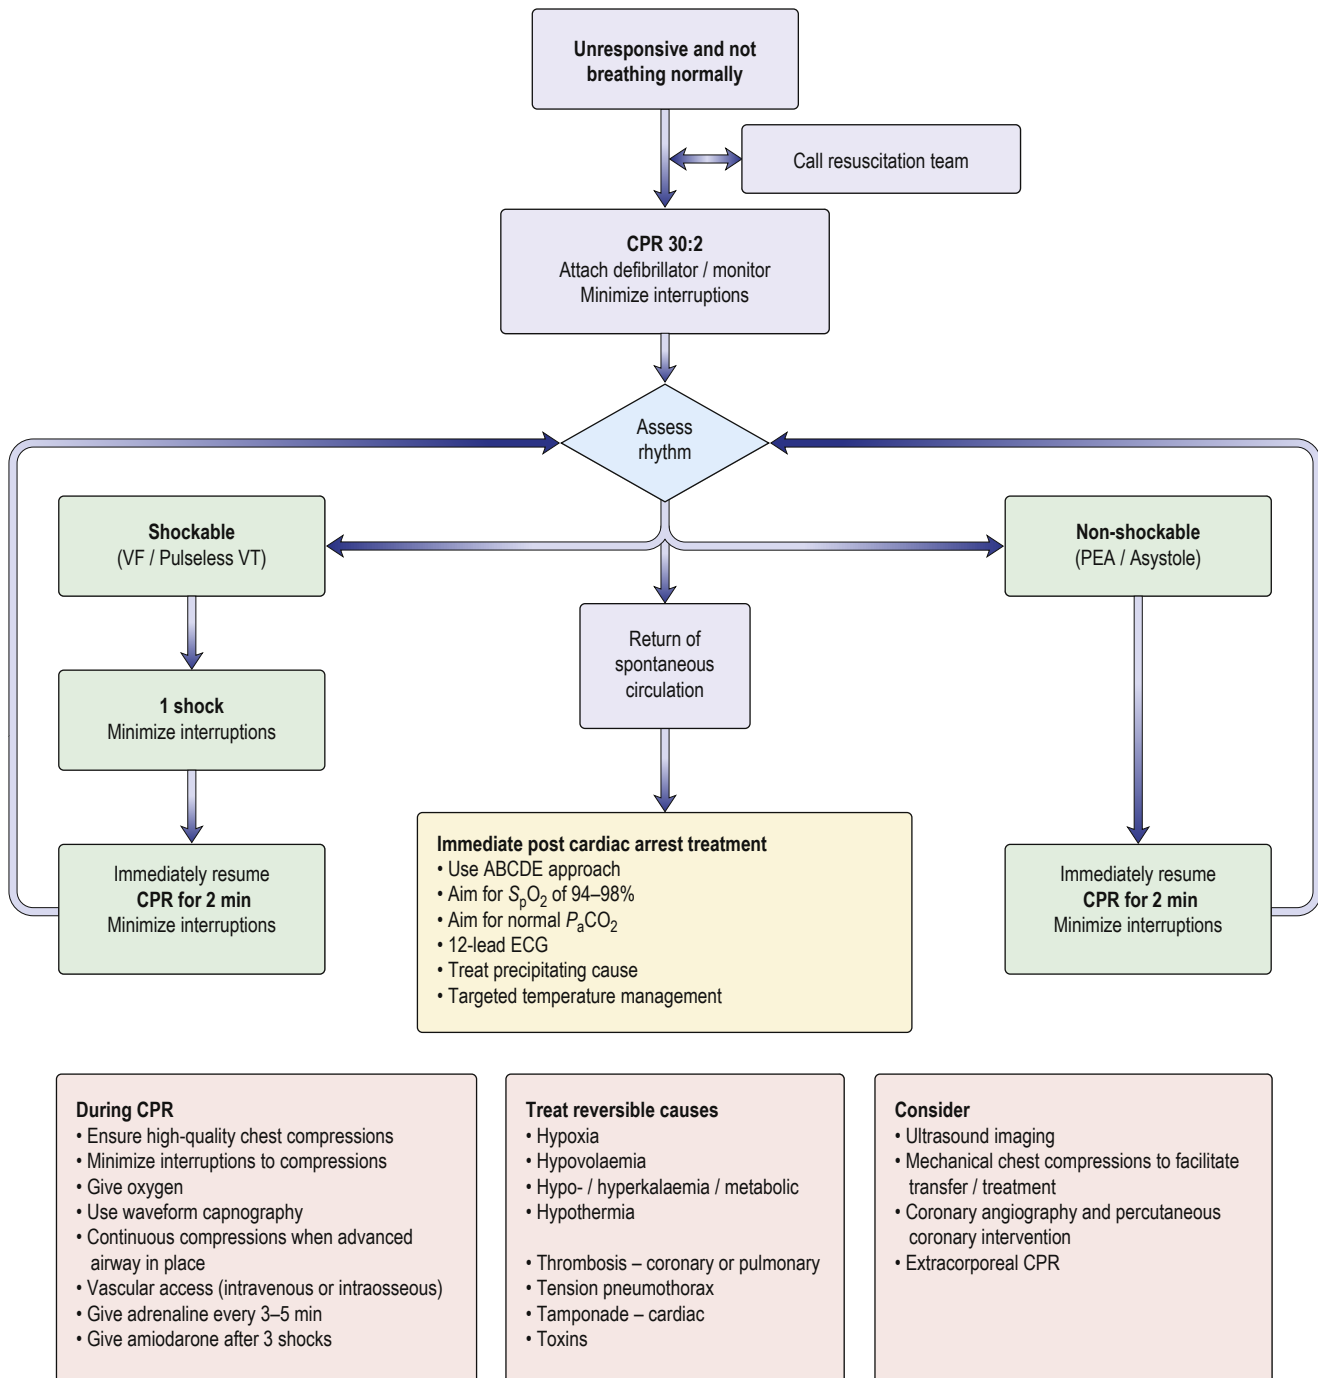 Unresponsive and not
breathing normally
Call resuscitation team
CPR 30:2
Attach defibrillator / monitor
Minimize interruptions
Assess
rhythm
Shockable
(VF / Pulseless VT)
Non-shockable
(PEA / Asystole)
Return of
spontaneous
circulation
1 shock
Minimize interruptions
Immediately resume
CPR for 2 min
Minimize interruptions
Immediate post cardiac arrest treatment
• Use ABCDE approach
• Aim for SpO2 of 94–98%
• Aim for normal PaCO2
• 12-lead ECG
• Treat precipitating cause
• Targeted temperature management
Immediately resume
CPR for 2 min
Minimize interruptions
During CPR
• Ensure high-quality chest compressions
• Minimize interruptions to compressions
• Give oxygen
• Use waveform capnography
• Continuous compressions when advanced
airway in place
• Vascular access (intravenous or intraosseous)
• Give adrenaline every 3–5 min
• Give amiodarone after 3 shocks
Treat reversible causes
• Hypoxia
• Hypovolaemia
• Hypo- / hyperkalaemia / metabolic
• Hypothermia
• Thrombosis – coronary or pulmonary
• Tension pneumothorax
• Tamponade – cardiac
• Toxins
Consider
• Ultrasound imaging
• Mechanical chest compressions to facilitate
transfer / treatment
• Coronary angiography and percutaneous
coronary intervention
• Extracorporeal CPR